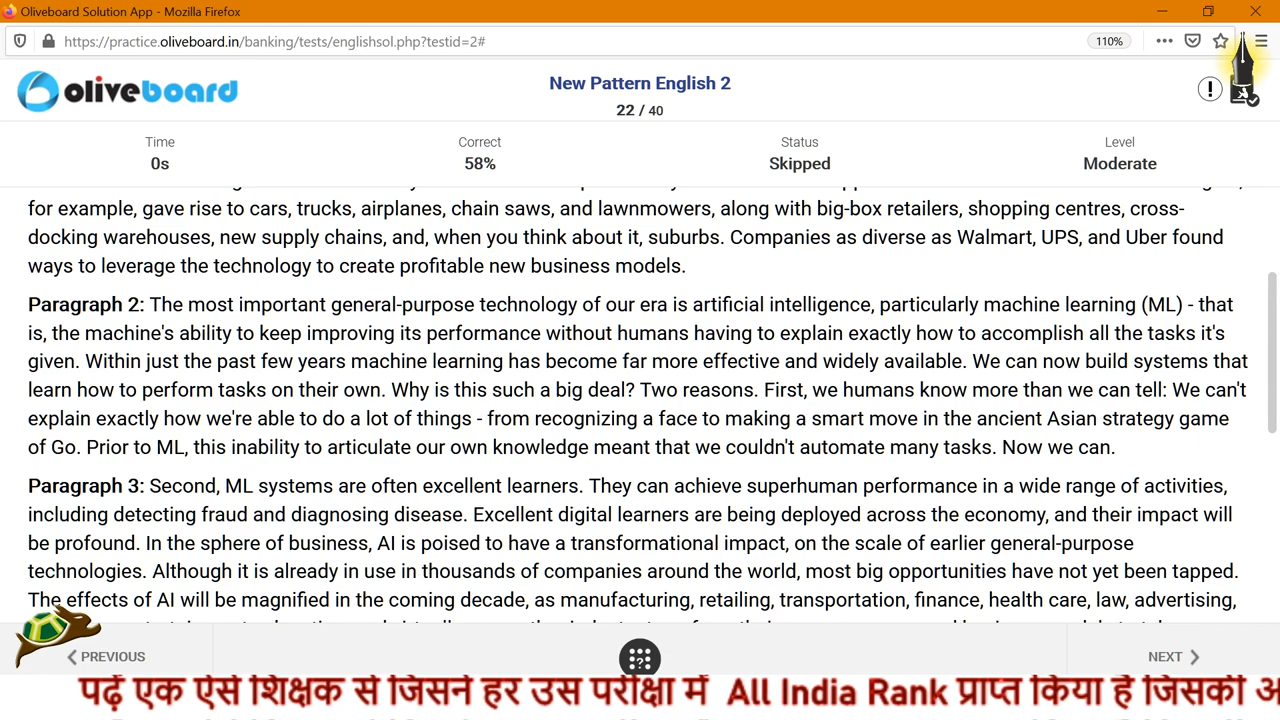 Oliveboard Solution App - Mozilla Firefox
https://practice.oliveboard.in/banking/tests/englishsol.php?testid=2#
110%
oliveboard
New Pattern English 2
22 / 40
Time
Correct
Status
Level
0s
58%
Skipped
Moderate
for example, gave rise to cars, trucks, airplanes, chain saws, and lawnmowers, along with big-box retailers, shopping centres, cross-
docking warehouses, new supply chains, and, when you think about it, suburbs. Companies as diverse as Walmart, UPS, and Uber found
ways to leverage the technology to create profitable new business models.
Paragraph 2: The most important general-purpose technology of our era is artificial intelligence, particularly machine learning (ML) - that
is, the machine's ability to keep improving its performance without humans having to explain exactly how to accomplish all the tasks it's
given. Within just the past few years machine learning has become far more effective and widely available. We can now build systems that
learn how to perform tasks on their own. Why is this such a big deal? Two reasons. First, we humans know more than we can tell: We can't
explain exactly how we're able to do a lot of things - from recognizing a face to making a smart move in the ancient Asian strategy game
of Go. Prior to ML, this inability to articulate our own knowledge meant that we couldn't automate many tasks. Now we can.
Paragraph 3: Second, ML systems are often excellent learners. They can achieve superhuman performance in a wide range of activities,
including detecting fraud and diagnosing disease. Excellent digital learners are being deployed across the economy, and their impact will
be profound. In the sphere of business, AI is poised to have a transformational impact, on the scale of earlier general-purpose
technologies. Although it is already in use in thousands of companies around the world, most big opportunities have not yet been tapped.
The effects of AI will be magnified in the coming decade, as manufacturing, retailing, transportation, finance, health care, law, advertising,
PREVIOUS
NEXT
पढ़ें एक ऐसे शिक्षक से जिसने हर उस परीक्षा में All India Rank प्राप्त किया है जिसकी